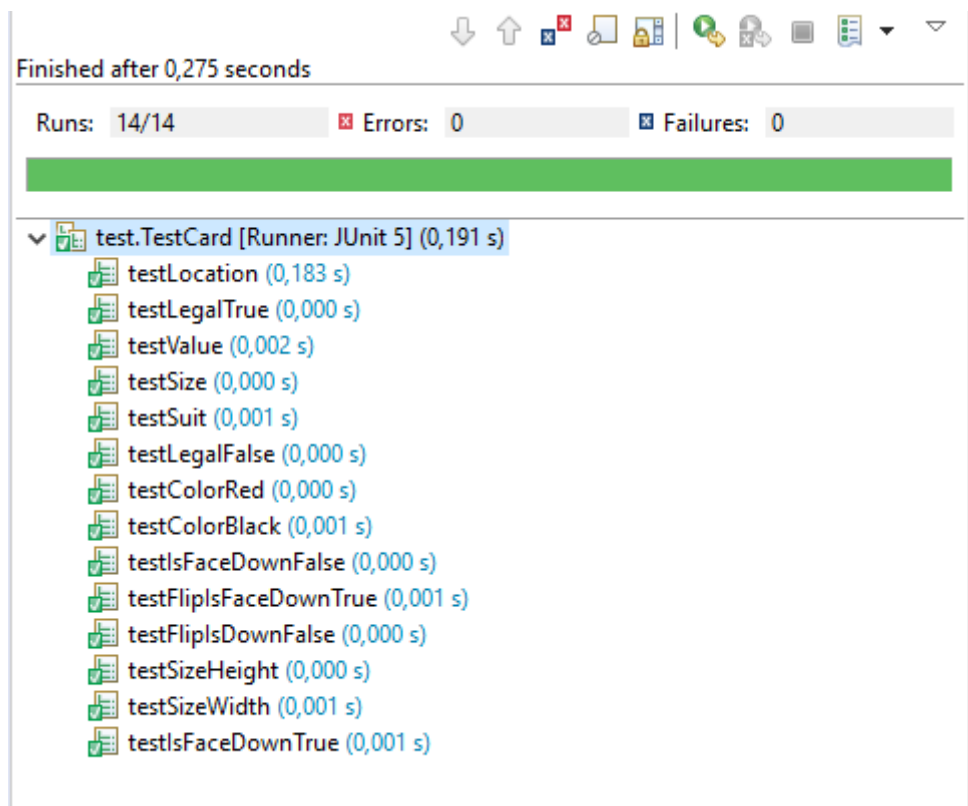 Finished after 0,275 seconds
Runs: 14/14 Errors: 0 Failures: 0
test.TestCard [Runner: JUnit 5] (0,191 s)
testLocation (0,183 s)
testLegalTrue (0,000 s)
testValue (0,002 s)
testSize (0,000 s)
testSuit (0,001 s)
testLegalFalse (0,000 s)
testColorRed (0,000 s)
testColorBlack (0,001 s)
testIsFaceDownFalse (0,000 s)
testFlipIsFaceDownTrue (0,001 s)
testFlipIsDownFalse (0,000 s)
testSizeHeight (0,000 s)
testSizeWidth (0,001 s)
testIsFaceDownTrue (0,001 s)